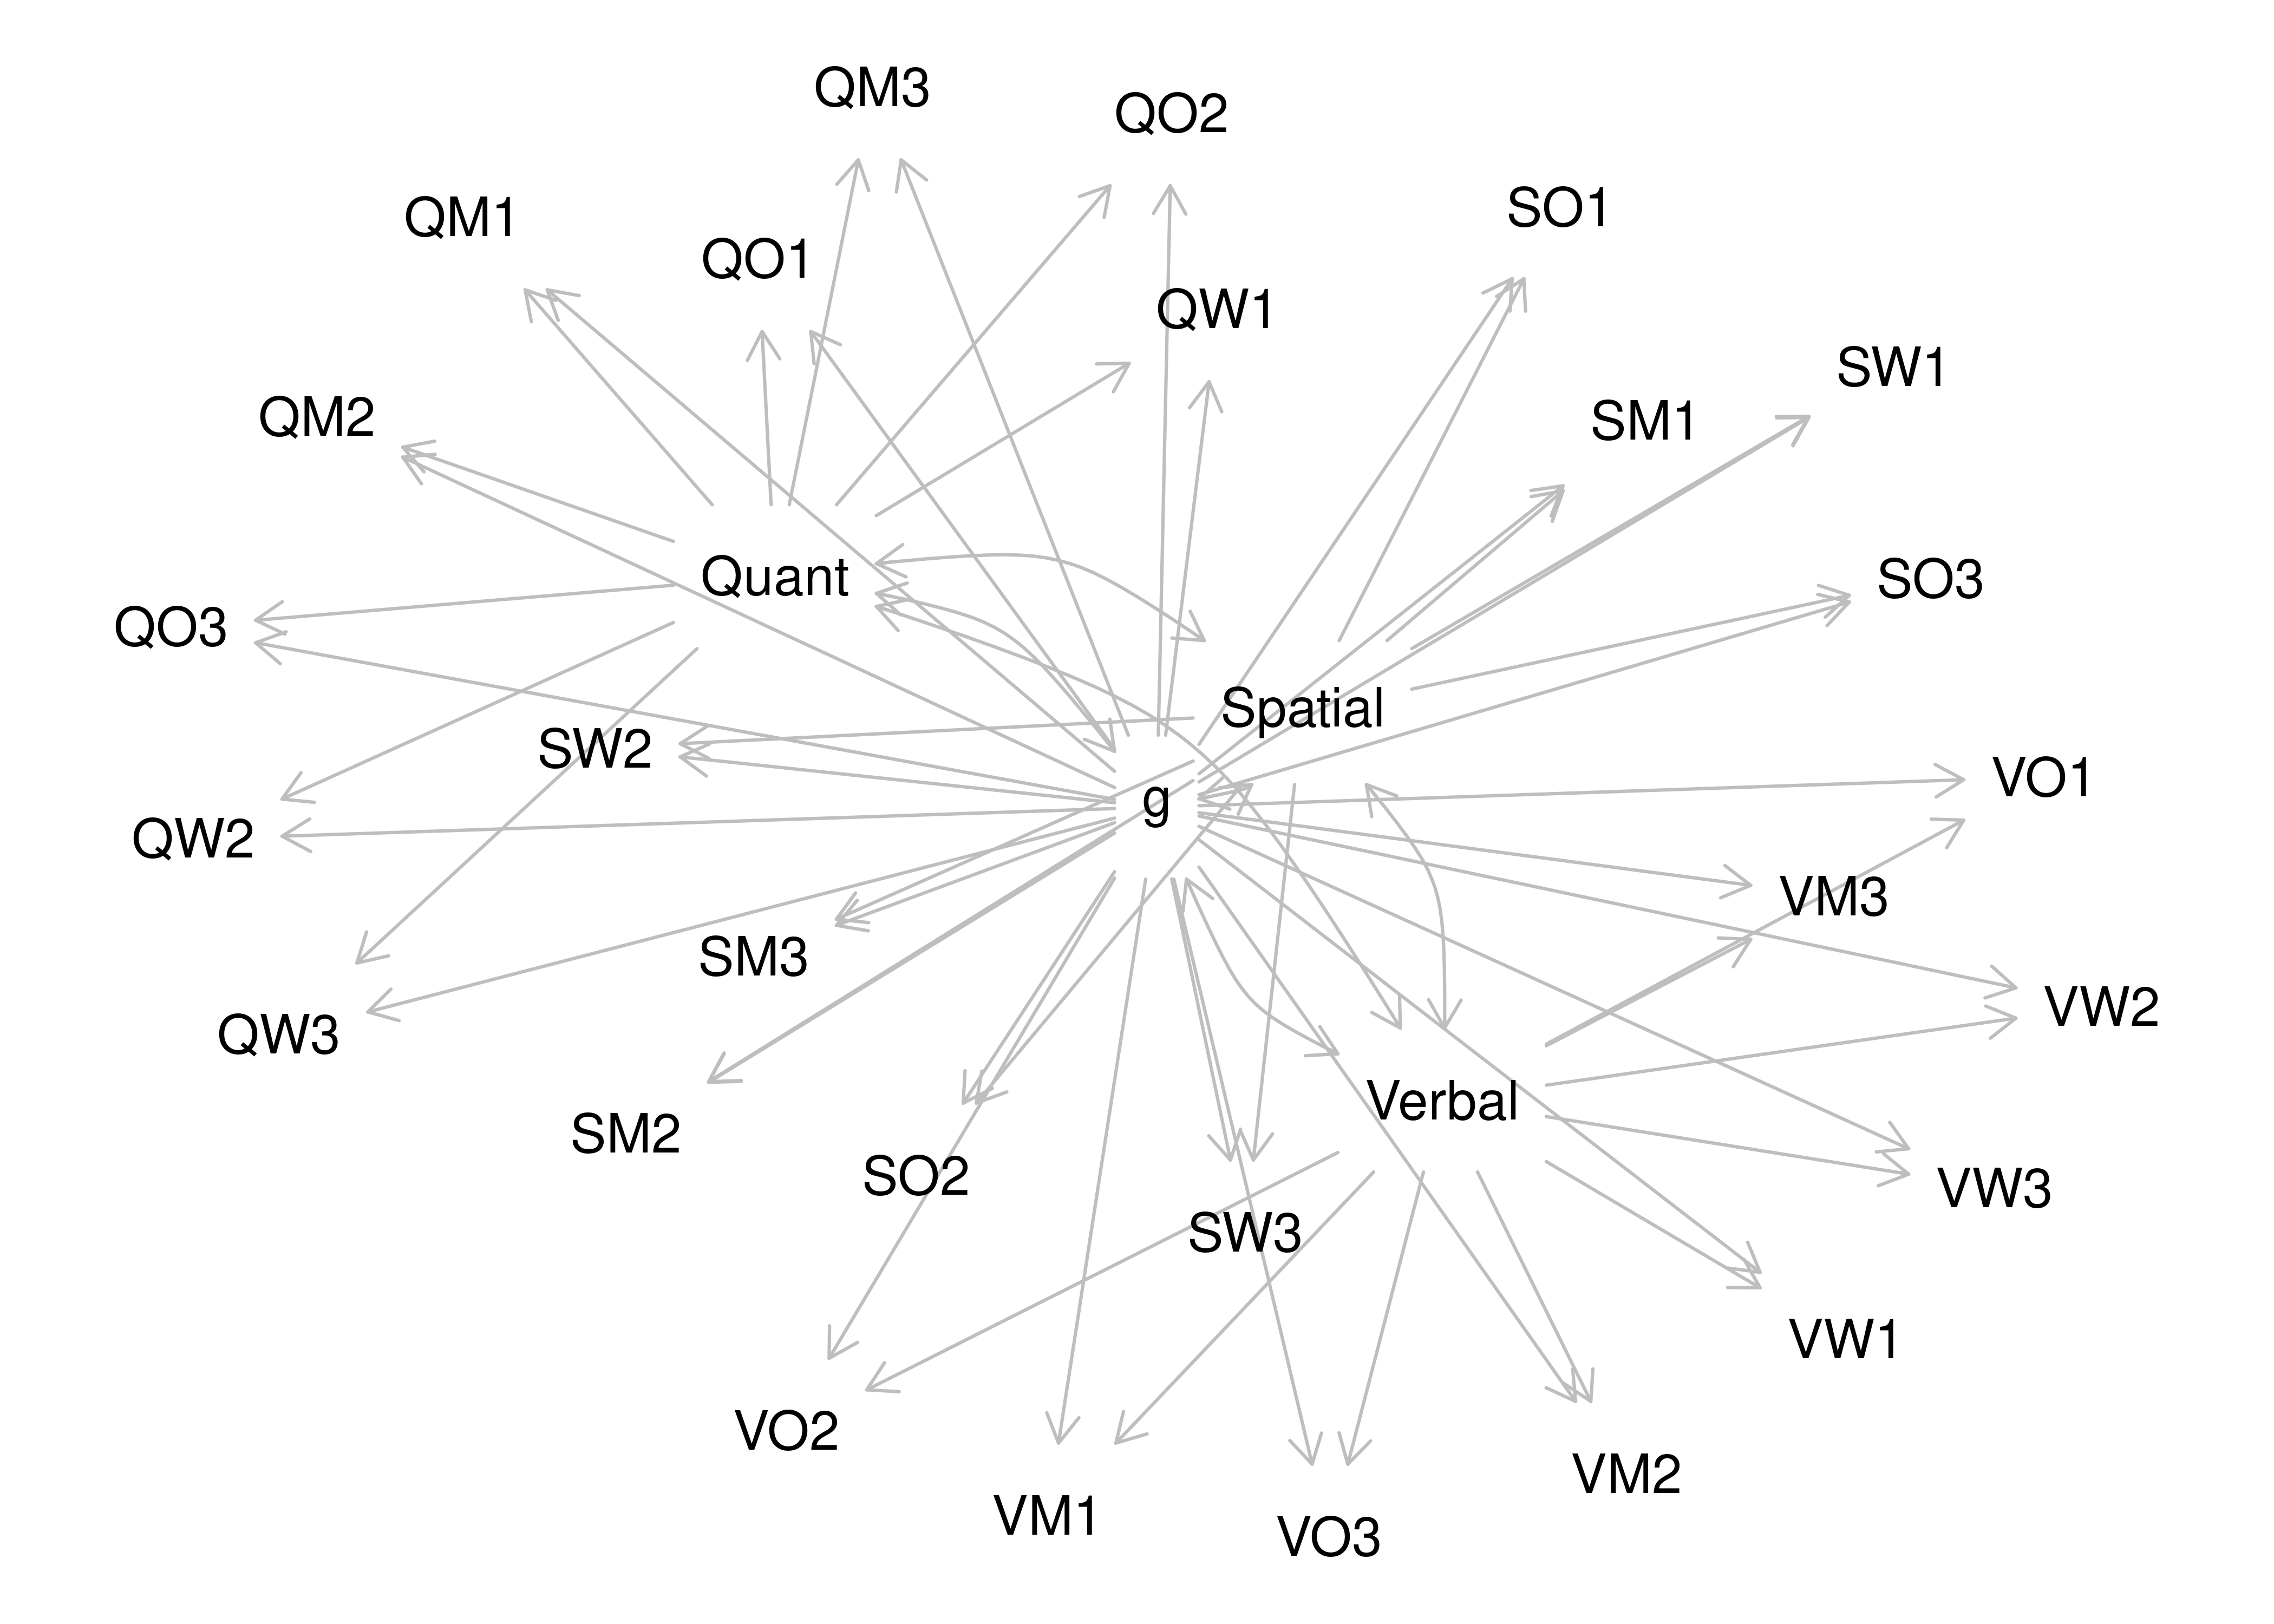 QM3
QO2
SO1
QM1
QO1
QW1
SW1
SM1
QM2
Quant
SO3
QO3
Spatial
SW2
VO1
g
QW2
VM3
SM3
VW2
QW3
Verbal
SM2
SO2
VW3
SW3
VW1
VO2
VM2
VM1
VO3